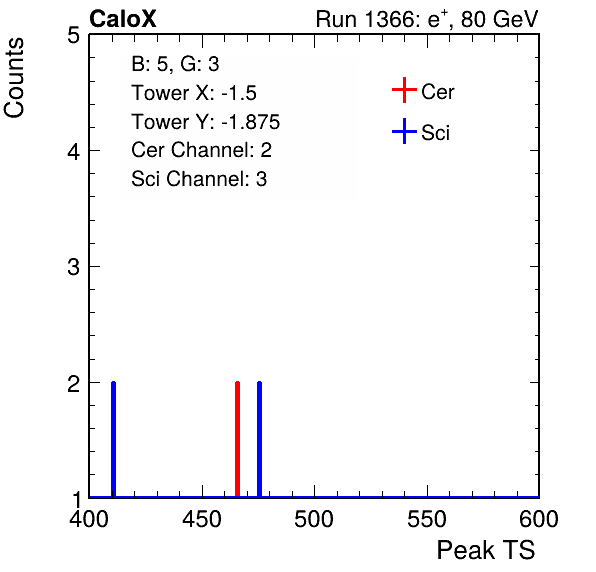 CaloX Run 1366: e⁺, 80 GeV
Counts
B: 5, G: 3
Tower X: -1.5
Tower Y: -1.875
Cer Channel: 2
Sci Channel: 3
Cer
Sci
5
4
3
2
1
400 450 500 550 600
Peak TS